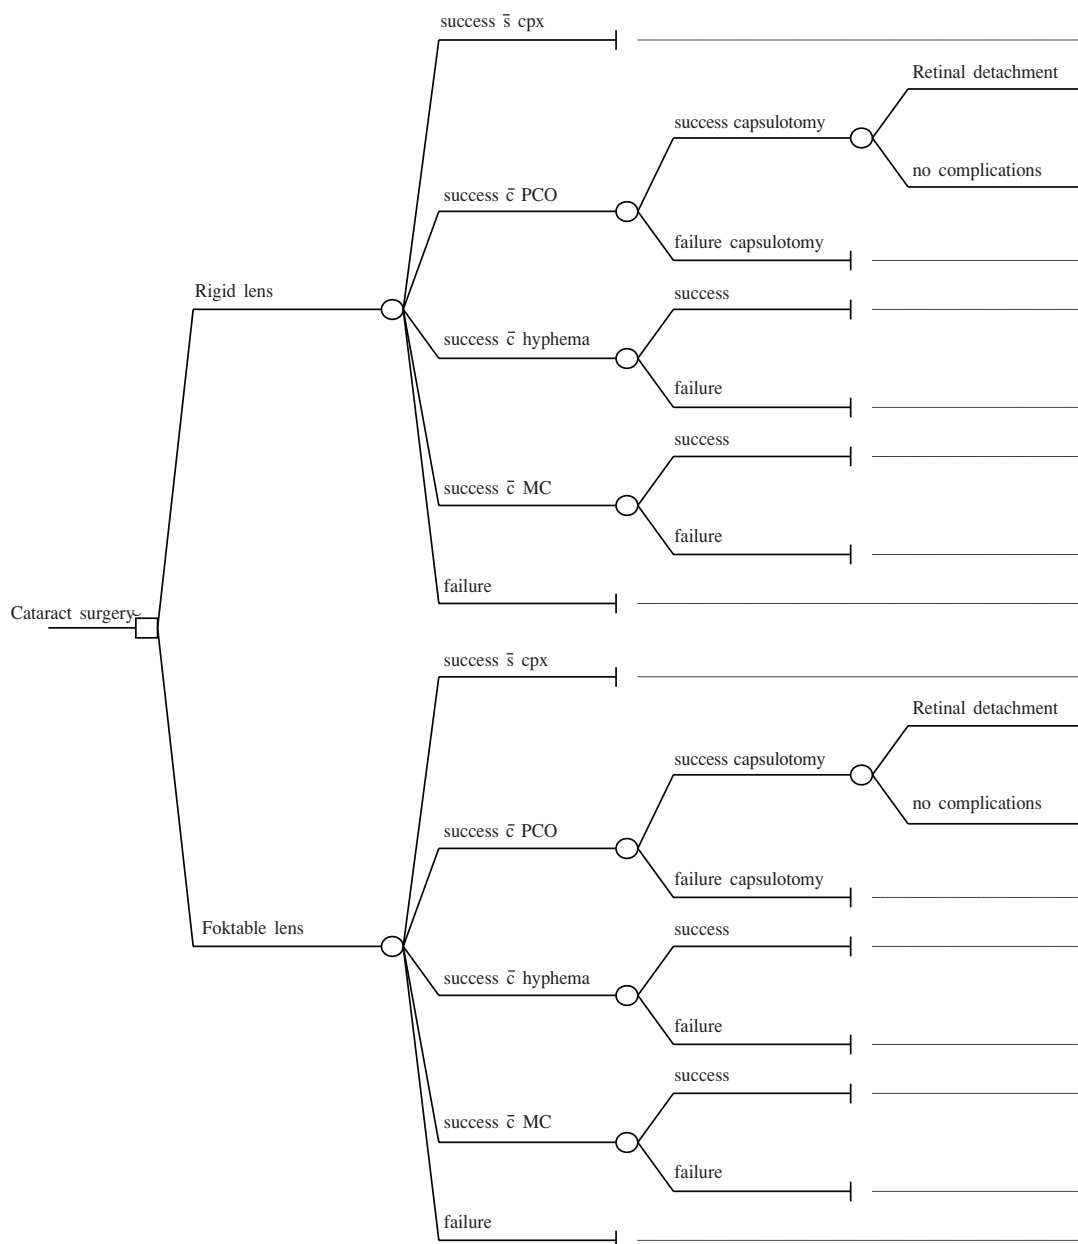 success s̄ cpx
Retinal detachment
success capsulotomy
no complications
success c̄ PCO
failure capsulotomy
Rigid lens
success
success c̄ hyphema
failure
success
success c̄ MC
failure
failure
Cataract surgery
success s̄ cpx
Retinal detachment
success capsulotomy
no complications
success c̄ PCO
failure capsulotomy
Foktable lens
success
success c̄ hyphema
failure
success
success c̄ MC
failure
failure